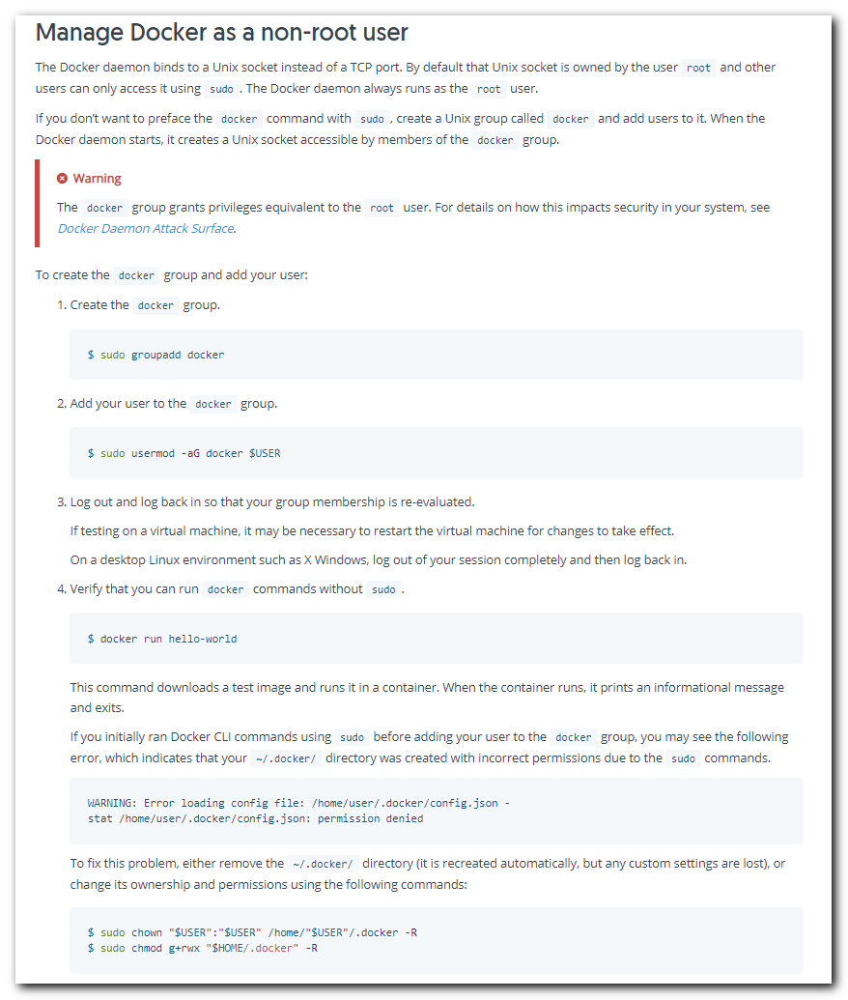 Manage Docker as a non-root user
The Docker daemon binds to a Unix socket instead of a TCP port. By default that Unix socket is owned by the user root and other
users can only access it using sudo . The Docker daemon always runs as the root user.
If you don’t want to preface the docker command with sudo , create a Unix group called docker and add users to it. When the
Docker daemon starts, it creates a Unix socket accessible by members of the docker group.
Warning
The docker group grants privileges equivalent to the root user. For details on how this impacts security in your system, see
Docker Daemon Attack Surface.
To create the docker group and add your user:
1. Create the docker group.
$ sudo groupadd docker
2. Add your user to the docker group.
$ sudo usermod -aG docker $USER
3. Log out and log back in so that your group membership is re-evaluated.
If testing on a virtual machine, it may be necessary to restart the virtual machine for changes to take effect.
On a desktop Linux environment such as X Windows, log out of your session completely and then log back in.
4. Verify that you can run docker commands without sudo .
$ docker run hello-world
This command downloads a test image and runs it in a container. When the container runs, it prints an informational message
and exits.
If you initially ran Docker CLI commands using sudo before adding your user to the docker group, you may see the following
error, which indicates that your ~/.docker/ directory was created with incorrect permissions due to the sudo commands.
WARNING: Error loading config file: /home/user/.docker/config.json -
stat /home/user/.docker/config.json: permission denied
To fix this problem, either remove the ~/.docker/ directory (it is recreated automatically, but any custom settings are lost), or
change its ownership and permissions using the following commands:
$ sudo chown "$USER":"$USER" /home/"$USER"/.docker -R
$ sudo chmod g+rwx "$HOME/.docker" -R